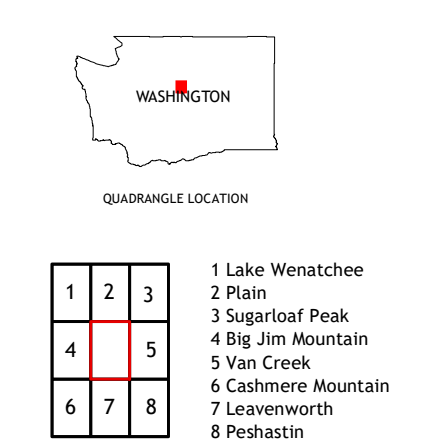 WASHINGTON
QUADRANGLE LOCATION
1 2 3
4 5
6 7 8
1 Lake Wenatchee
2 Plain
3 Sugarloaf Peak
4 Big Jim Mountain
5 Van Creek
6 Cashmere Mountain
7 Leavenworth
8 Peshastin